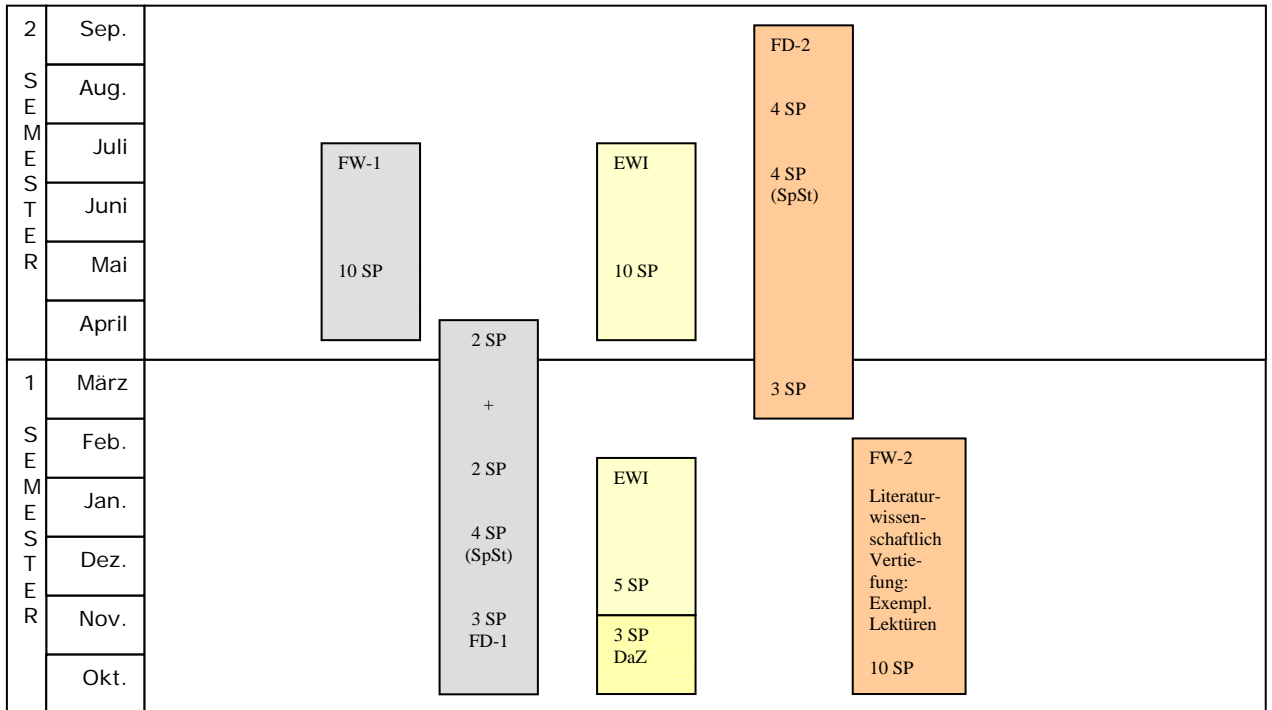 2 SEMESTER
Sep.
Aug.
Juli
Juni
Mai
April
1 SEMESTER
März
Feb.
Jan.
Dez.
Nov.
Okt.
FW-1
10 SP
2 SP
+
2 SP
4 SP
(SpSt)
3 SP
FD-1
EWI
10 SP
EWI
5 SP
3 SP
DaZ
FD-2
4 SP
4 SP
(SpSt)
3 SP
FW-2
Literatur-
wissen-
schaftlich
Vertie-
fung:
Exempl.
Lektüren
10 SP